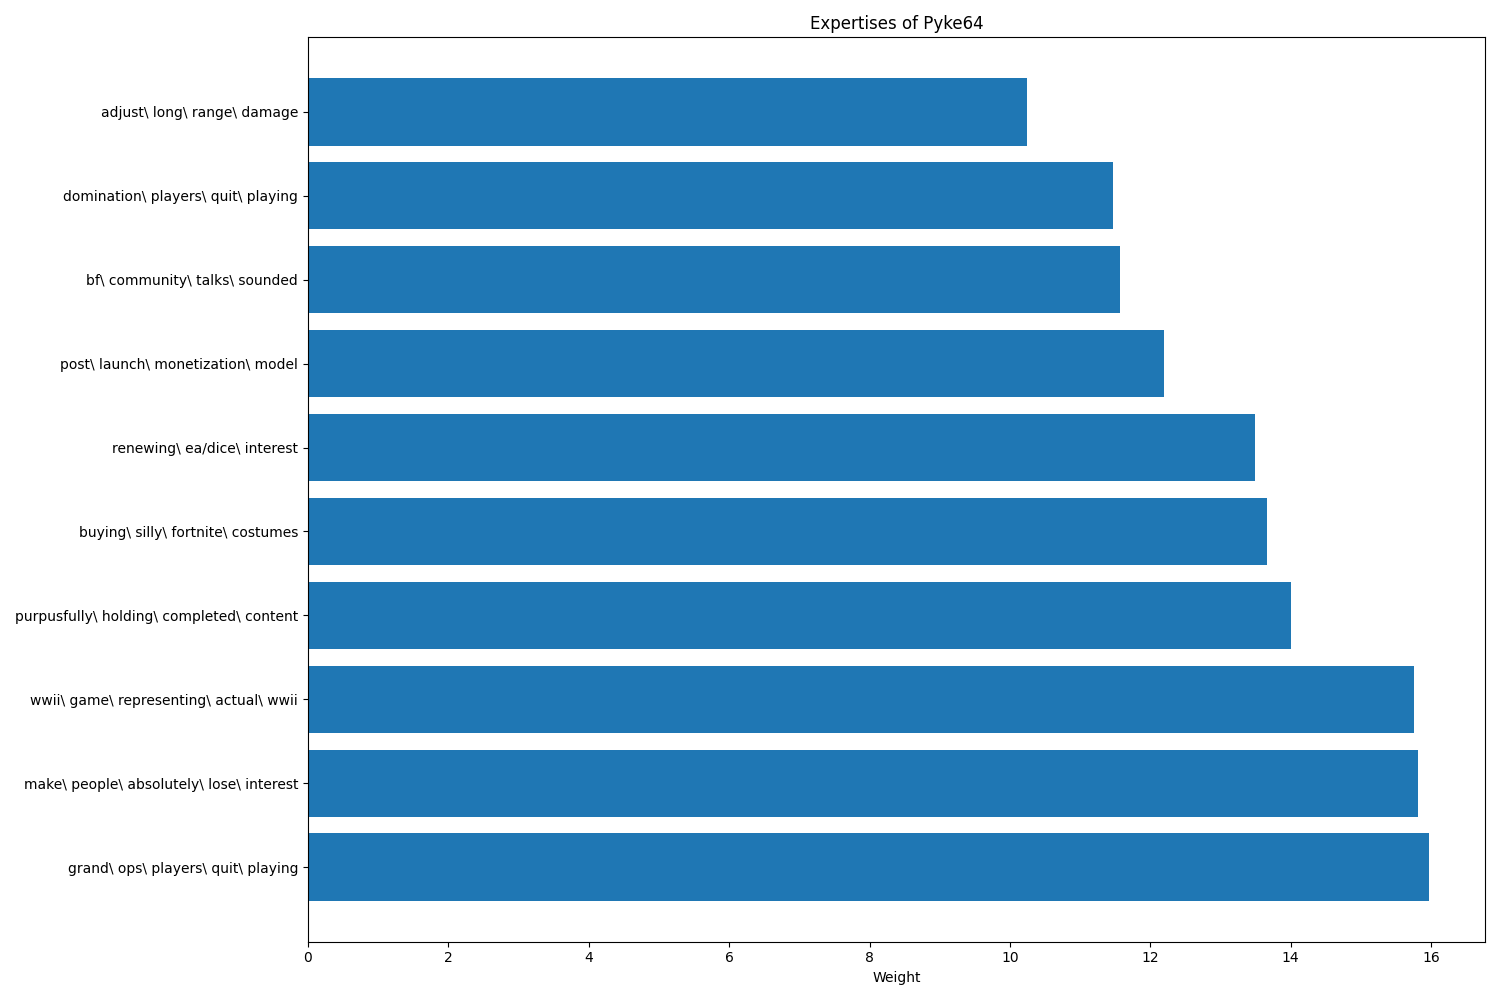 Expertises of Pyke64
adjust\ long\ range\ damage
domination\ players\ quit\ playing
bf\ community\ talks\ sounded
post\ launch\ monetization\ model
renewing\ ea/dice\ interest
buying\ silly\ fortnite\ costumes
purpusfully\ holding\ completed\ content
wwii\ game\ representing\ actual\ wwii
make\ people\ absolutely\ lose\ interest
grand\ ops\ players\ quit\ playing
0 2 4 6 8 10 12 14 16
Weight